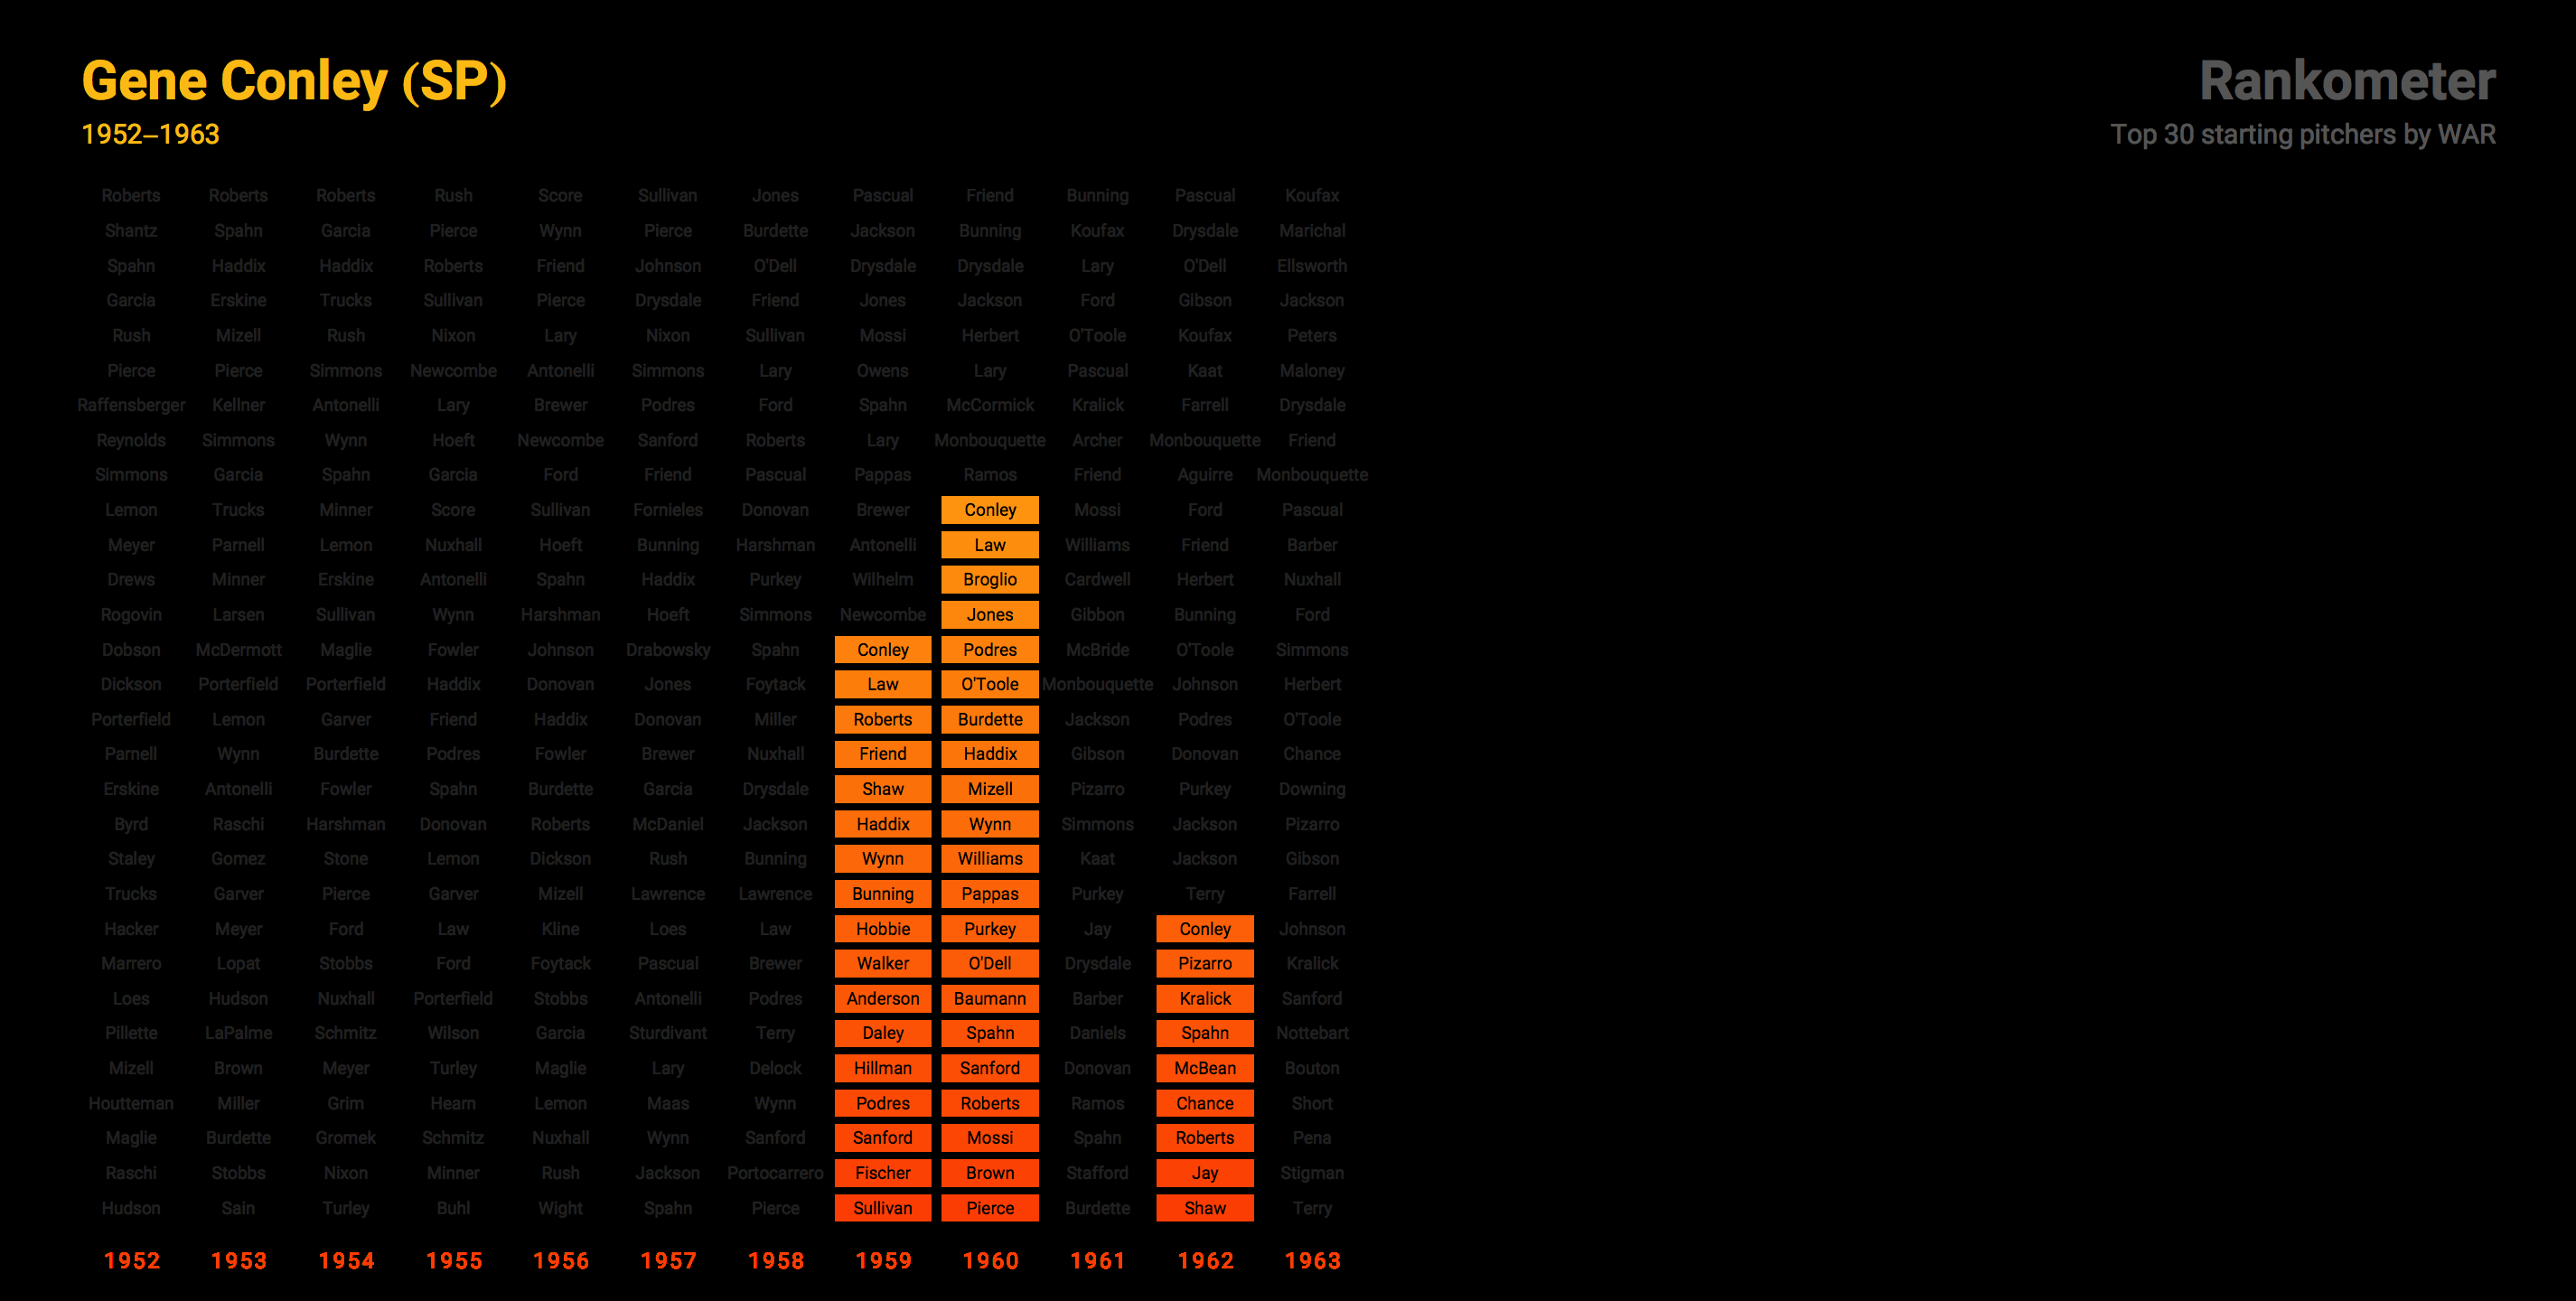 Gene Conley (SP)
1952–1963
Rankometer
Top 30 starting pitchers by WAR
Roberts Roberts Roberts Rush Score Sullivan Jones Pascual Friend Bunning Pascual Koufax
Shantz Spahn Garcia Pierce Wynn Pierce Burdette Jackson Bunning Koufax Drysdale Marichal
Spahn Haddix Haddix Roberts Friend Johnson O'Dell Drysdale Drysdale Lary O'Dell Ellsworth
Garcia Erskine Trucks Sullivan Pierce Drysdale Friend Jones Jackson Ford Gibson Jackson
Rush Mizell Rush Nixon Lary Nixon Sullivan Mossi Herbert O'Toole Koufax Peters
Pierce Pierce Simmons Newcombe Antonelli Simmons Lary Owens Lary Pascual Kaat Maloney
Raffensberger Kellner Antonelli Lary Brewer Podres Ford Spahn McCormick Kralick Farrell Drysdale
Reynolds Simmons Wynn Hoeft Newcombe Sanford Roberts Lary Monbouquette Archer Monbouquette Friend
Simmons Garcia Spahn Garcia Ford Friend Pascual Pappas Ramos Friend Aguirre Monbouquette
Lemon Trucks Minner Score Sullivan Fornieles Donovan Brewer Conley Mossi Ford Pascual
Meyer Parnell Lemon Nuxhall Hoeft Bunning Harshman Antonelli Law Williams Friend Barber
Drews Minner Erskine Antonelli Spahn Haddix Purkey Wilhelm Broglio Cardwell Herbert Nuxhall
Rogovin Larsen Sullivan Wynn Harshman Hoeft Simmons Newcombe Jones Gibbon Bunning Ford
Dobson McDermott Maglie Fowler Johnson Drabowsky Spahn Conley Podres McBride O'Toole Simmons
Dickson Porterfield Porterfield Haddix Donovan Jones Foytack Law O'Toole Monbouquette Johnson Herbert
Porterfield Lemon Garver Friend Haddix Donovan Miller Roberts Burdette Jackson Podres O'Toole
Parnell Wynn Burdette Podres Fowler Brewer Nuxhall Friend Haddix Gibson Donovan Chance
Erskine Antonelli Fowler Spahn Burdette Garcia Drysdale Shaw Mizell Pizarro Purkey Downing
Byrd Raschi Harshman Donovan Roberts McDaniel Jackson Haddix Wynn Simmons Jackson Pizarro
Staley Gomez Stone Lemon Dickson Rush Bunning Wynn Williams Kaat Jackson Gibson
Trucks Garver Pierce Garver Mizell Lawrence Lawrence Bunning Pappas Purkey Terry Farrell
Hacker Meyer Ford Law Kline Loes Law Hobbie Purkey Jay Conley Johnson
Marrero Lopat Stobbs Ford Foytack Pascual Brewer Walker O'Dell Drysdale Pizarro Kralick
Loes Hudson Nuxhall Porterfield Stobbs Antonelli Podres Anderson Baumann Barber Kralick Sanford
Pillette LaPalme Schmitz Wilson Garcia Sturdivant Terry Daley Spahn Daniels Spahn Nottebart
Mizell Brown Meyer Turley Maglie Lary Delock Hillman Sanford Donovan McBean Bouton
Houtteman Miller Grim Hearn Lemon Maas Wynn Podres Roberts Ramos Chance Short
Maglie Burdette Gromek Schmitz Nuxhall Wynn Sanford Sanford Mossi Spahn Roberts Pena
Raschi Stobbs Nixon Minner Rush Jackson Portocarrero Fischer Brown Stafford Jay Stigman
Hudson Sain Turley Buhl Wight Spahn Pierce Sullivan Pierce Burdette Shaw Terry
1952 1953 1954 1955 1956 1957 1958 1959 1960 1961 1962 1963